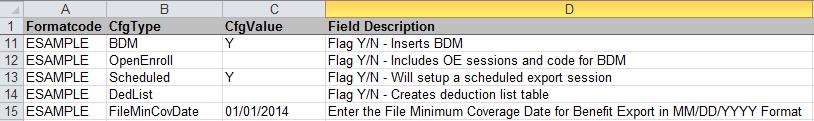 A B C D
1 Formatcode CfgType CfgValue Field Description
11 ESAMPLE BDM Y Flag Y/N - Inserts BDM
12 ESAMPLE OpenEnroll Flag Y/N - Includes OE sessions and code for BDM
13 ESAMPLE Scheduled Y Flag Y/N - Will setup a scheduled export session
14 ESAMPLE DedList Flag Y/N - Creates deduction list table
15 ESAMPLE FileMinCovDate 01/01/2014 Enter the File Minimum Coverage Date for Benefit Export in MM/DD/YYYY Format